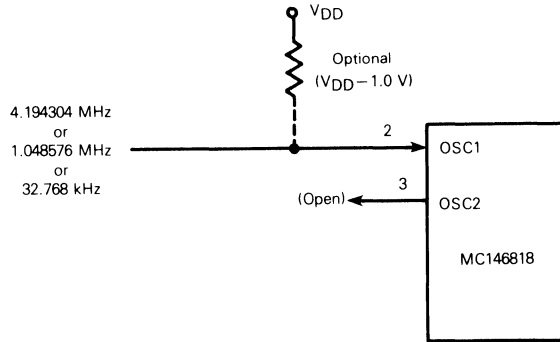 VDD
Optional
(VDD−1.0 V)
4.194304 MHz
or
1.048576 MHz
or
32.768 kHz
2
OSC1
3
(Open)
OSC2
MC146818